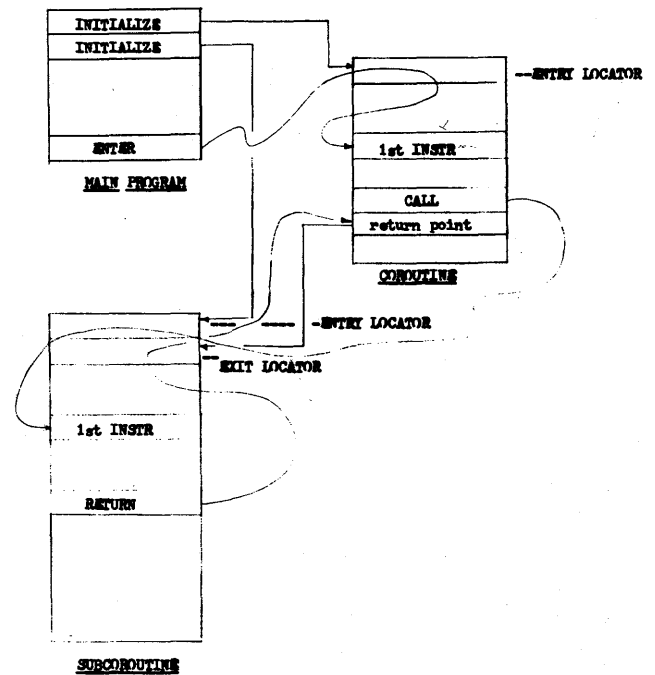 INITIALIZE
INITIALIZE
ENTER
MAIN PROGRAM
--ENTRY LOCATOR
1st INSTR
CALL
return point
COROUTINE
-ENTRY LOCATOR
EXIT LOCATOR
1st INSTR
RETURN
SUBCOROUTINE